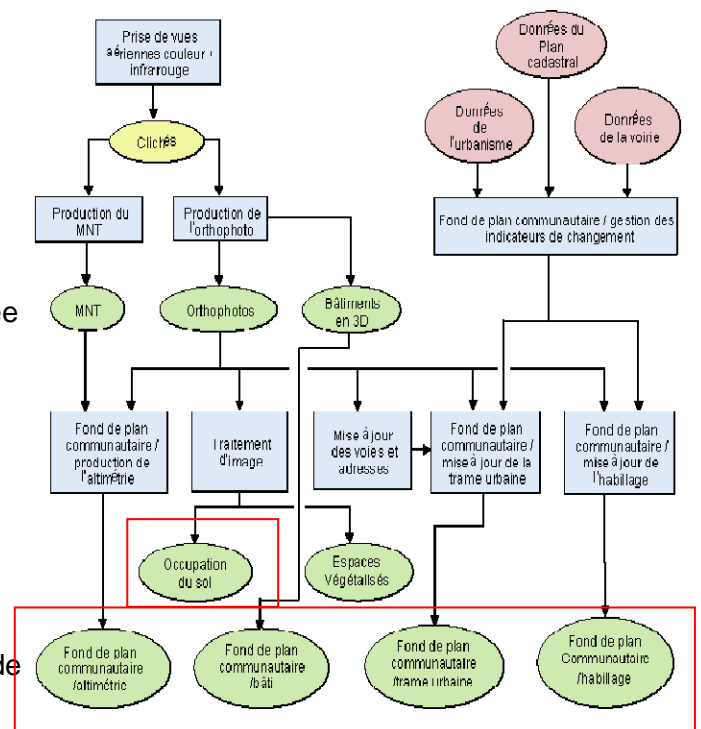 Prise de vues
aériennes couleur +
infrarouge
Données du
Plan
cadastral
Données
de
l'urbanisme
Données
de la voirie
Clichés
Production du
MNT
Production de
l'orthophoto
Fond de plan communautaire / gestion des
indicateurs de changement
MNT
Orthophotos
Bâtiments
en 3D
Fond de plan
communautaire /
production de
l'altimétrie
Traitement
d'image
Mise à jour
des voies et
adresses
Fond de plan
communautaire /
mise à jour de la
trame urbaine
Fond de plan
communautaire /
mise à jour de
l'habillage
Occupation
du sol
Espaces
Végétalisés
de
Fond de plan
communautaire
/altimétrie
Fond de plan
communautaire
/bâti
Fond de plan
communautaire
/trame urbaine
Fond de plan
Communautaire
/habillage